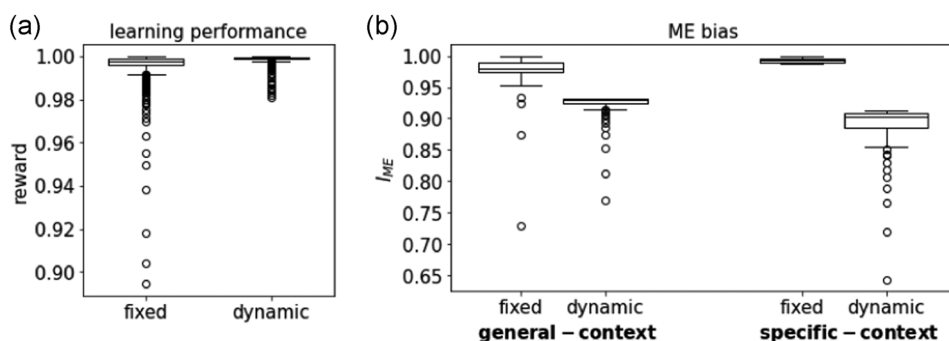 (a)
learning performance
1.00
0.98
0.96
0.94
0.92
0.90
reward
fixed
dynamic
(b)
ME bias
1.00
0.95
0.90
0.85
0.80
0.75
0.70
0.65
I_ME
fixed
dynamic
fixed
dynamic
general – context
specific – context